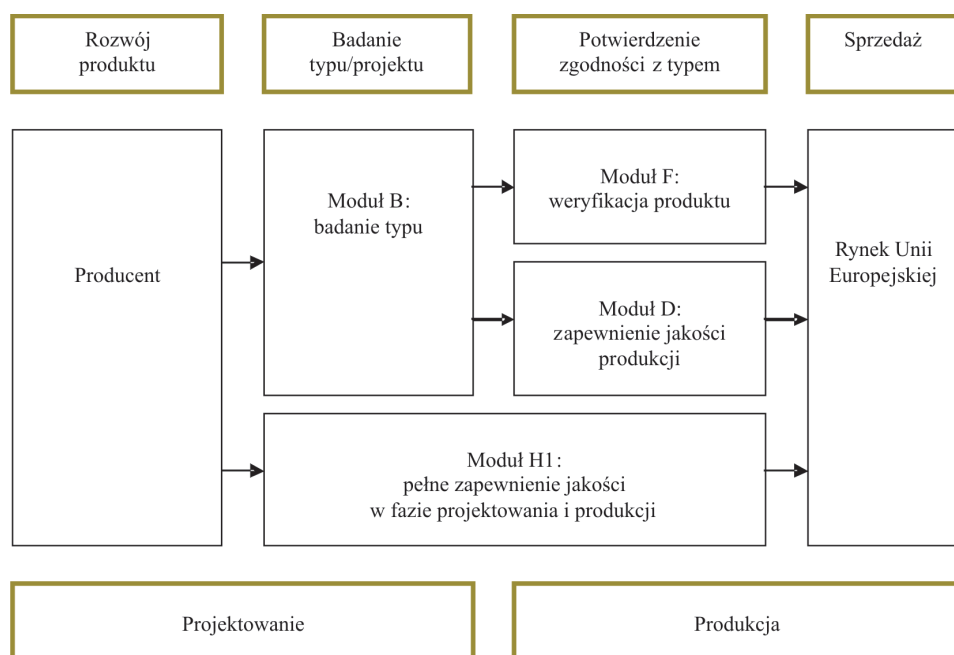 Rozwój
produktu
Badanie
typu/projektu
Potwierdzenie
zgodności z typem
Sprzedaż
Producent
Moduł B:
badanie typu
Moduł F:
weryfikacja produktu
Moduł D:
zapewnienie jakości
produkcji
Moduł H1:
pełne zapewnienie jakości
w fazie projektowania i produkcji
Rynek Unii
Europejskiej
Projektowanie
Produkcja